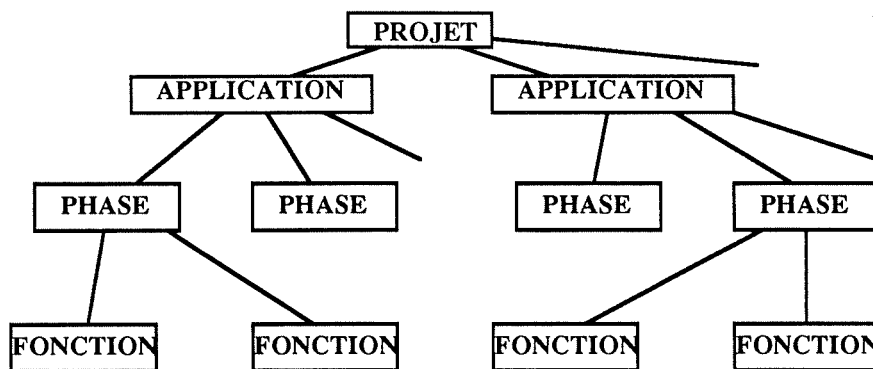 PROJET
APPLICATION APPLICATION
PHASE PHASE PHASE PHASE
FONCTION FONCTION FONCTION FONCTION